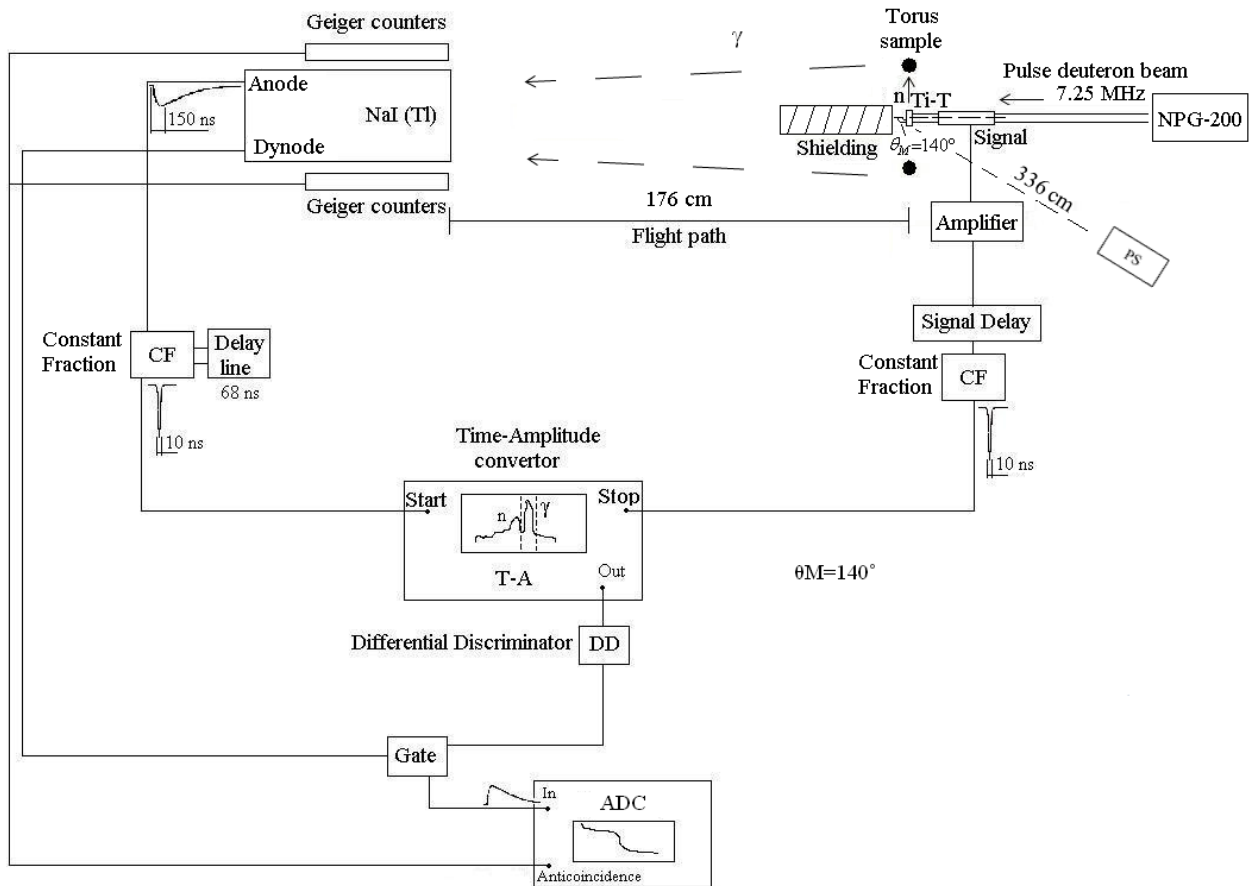 Geiger counters
Torus
sample
γ
Pulse deuteron beam
7.25 MHz
Anode
n
Ti-T
NaI (Tl)
NPG-200
150 ns
Shielding
θM=140°
Signal
Dynode
336 cm
Geiger counters
176 cm
Flight path
Amplifier
PS
Signal Delay
Constant
Fraction
CF
Delay
line
68 ns
Constant
Fraction
CF
10 ns
10 ns
Time-Amplitude
convertor
Start
Stop
n
γ
T-A
Out
θM=140°
Differential Discriminator
DD
Gate
In
ADC
Anticoincidence